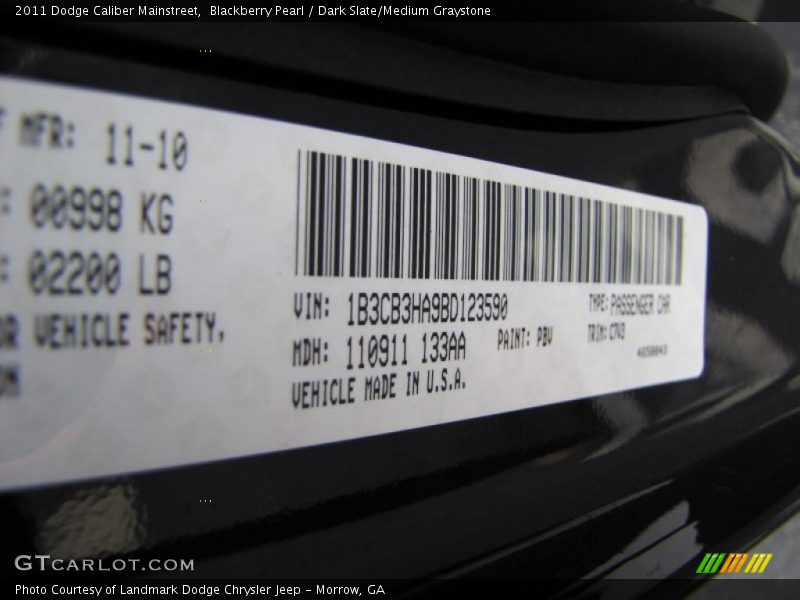 2011 Dodge Caliber Mainstreet, Blackberry Pearl / Dark Slate/Medium Graystone
MFR: 11-10
00998 KG
02200 LB
VEHICLE SAFETY,
VIN: 1B3CB3HA9BD123590
TYPE: PASSENGER CAR
MDH: 110911 133AA
PAINT: PBV
TRIM: C7V3
VEHICLE MADE IN U.S.A.
GTCARLOT.COM
Photo Courtesy of Landmark Dodge Chrysler Jeep - Morrow, GA